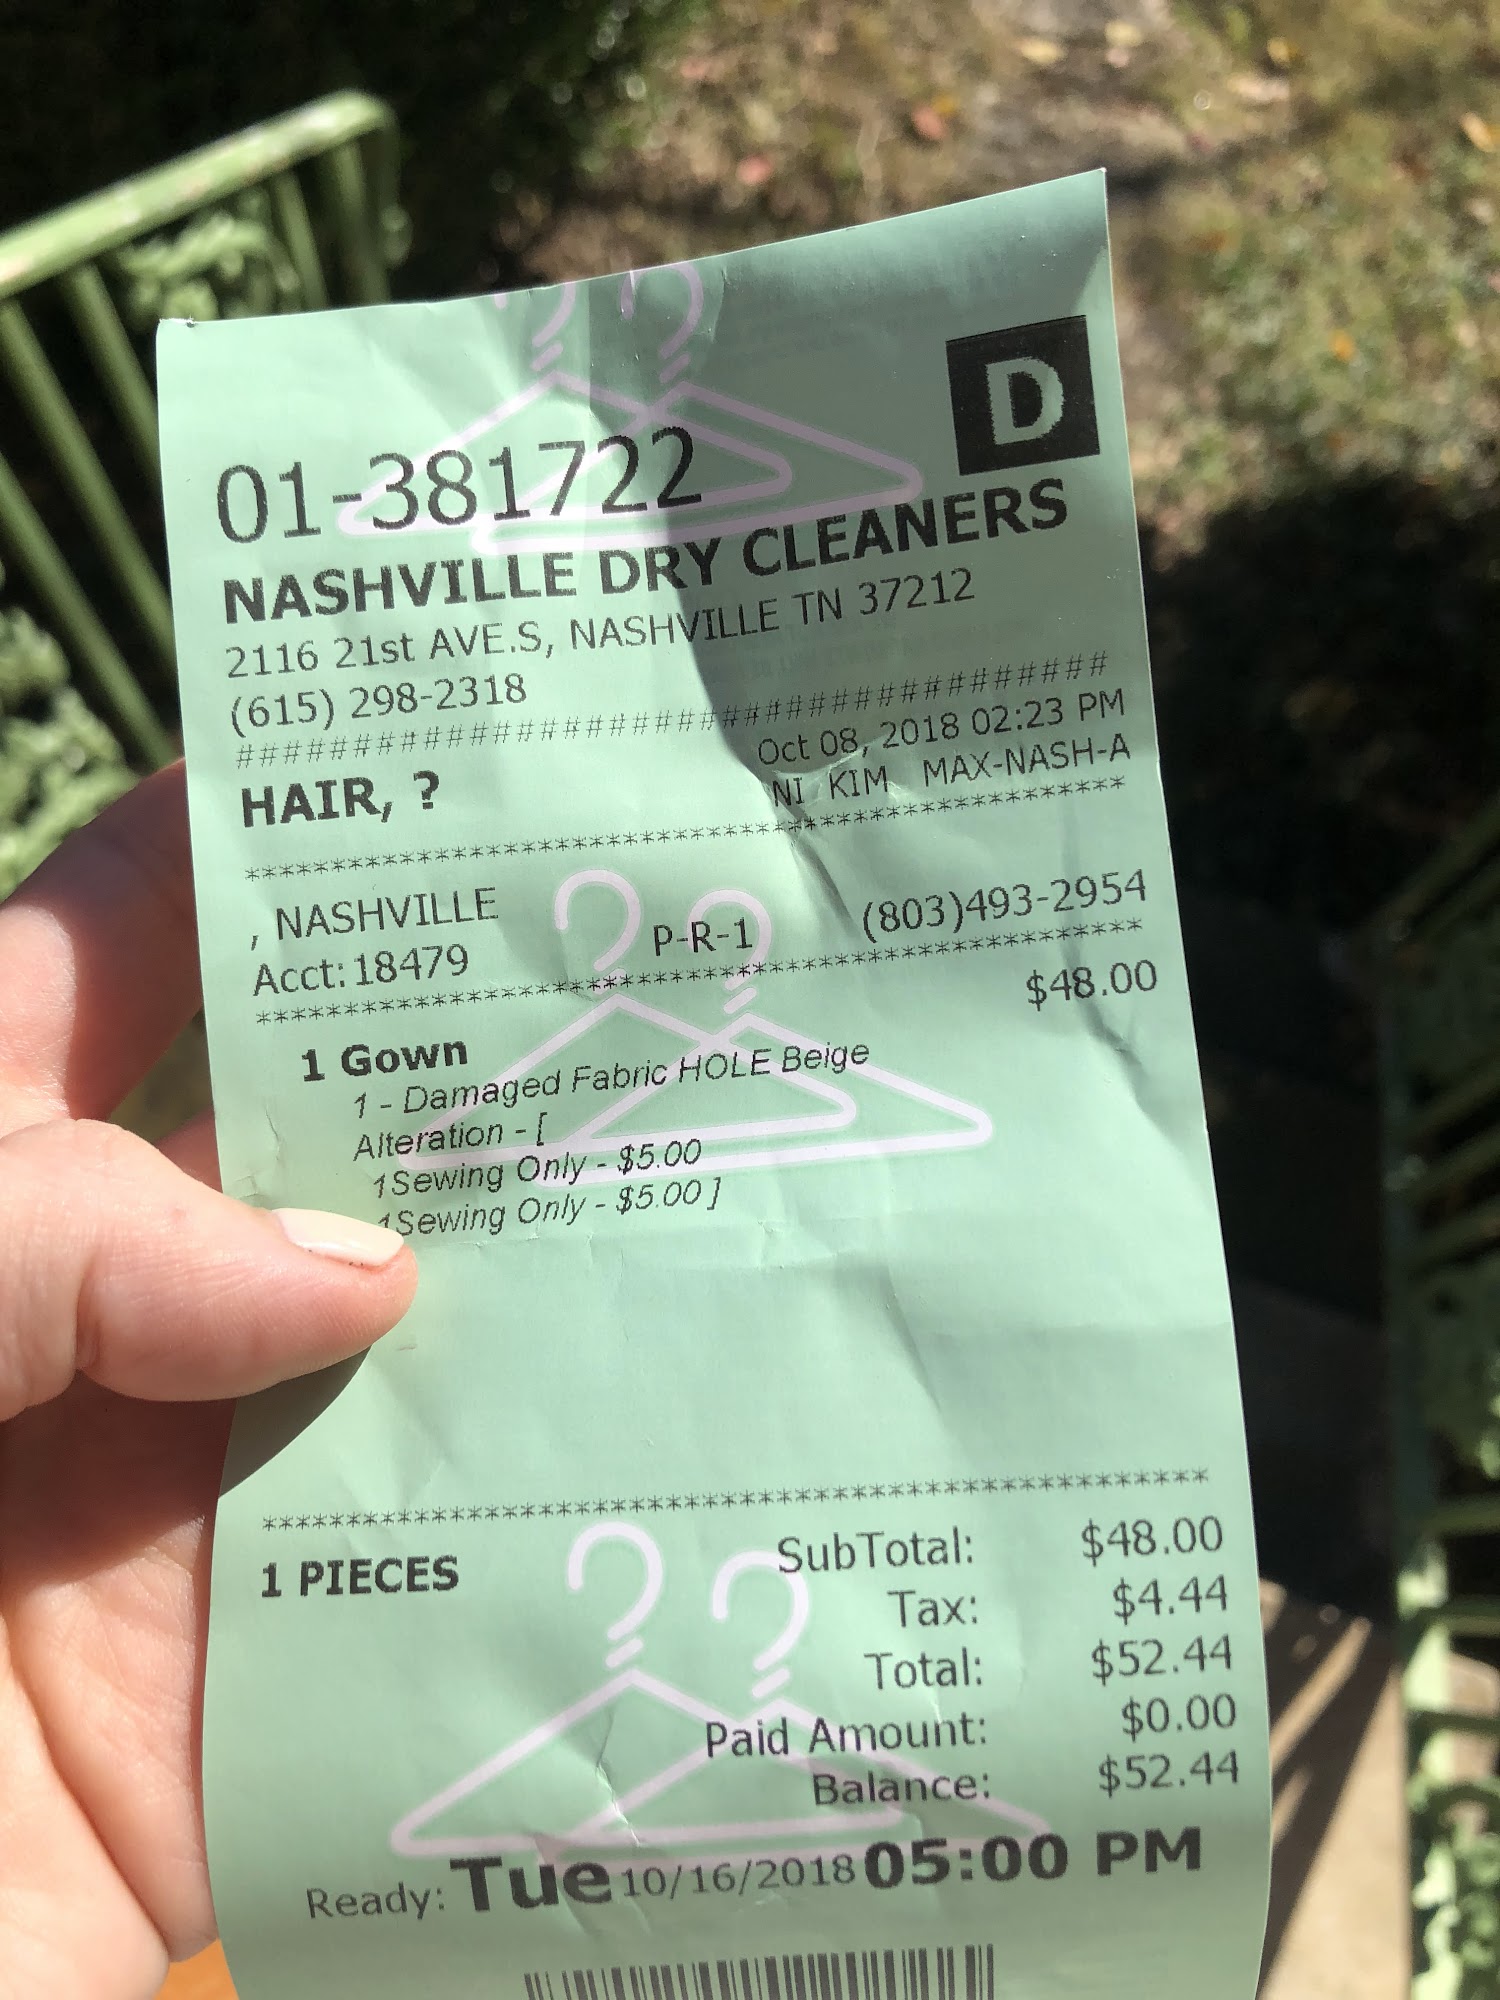 D
01-381722
NASHVILLE DRY CLEANERS
2116 21st AVE.S, NASHVILLE TN 37212
(615) 298-2318
######################################
Oct 08, 2018 02:23 PM
HAIR, ?
NI KIM MAX-NASH-A
****************************************
, NASHVILLE
Acct: 18479 P-R-1 (803)493-2954
****************************************
$48.00
1 Gown
1 - Damaged Fabric HOLE Beige
Alteration - [
1Sewing Only - $5.00
1Sewing Only - $5.00 ]
****************************************
1 PIECES SubTotal: $48.00
Tax: $4.44
Total: $52.44
Paid Amount: $0.00
Balance: $52.44
Ready: Tue 10/16/2018 05:00 PM